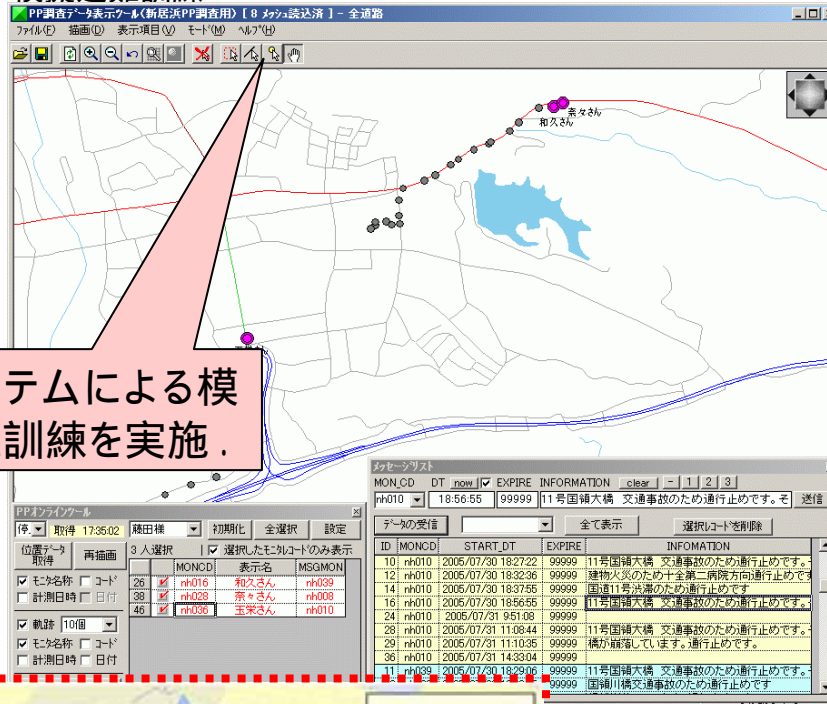 PP調査データ表示ツール(新居浜PP調査用) [ 8 メッシュ読込済 ] - 全道路
ファイル(F) 描画(D) 表示項目(V) モード(M) ヘルプ(H)
奈々さん
和久さん
テムによる模
訓練を実施.
メッセージリスト
MON_CD DT now EXPIRE INFORMATION clear - 1 2 3
nh010 18:56:55 99999 11号国領大橋 交通事故のため通行止めです。そ 送信
データの受信 全て表示 選択レコードを削除
ID MONCD START_DT EXPIRE INFOMATION
10 nh010 2005/07/30 18:27:22 99999 11号国領大橋 交通事故のため通行止めです。
12 nh010 2005/07/30 18:32:36 99999 建物火災のため十全第二病院方向通行止めです
14 nh010 2005/07/30 18:37:55 99999 国道11号渋滞のため通行止めです
16 nh010 2005/07/30 18:56:55 99999 11号国領大橋 交通事故のため通行止めです。
24 nh010 2005/07/31 9:51:08 99999
28 nh010 2005/07/31 11:08:44 99999 11号国領大橋 交通事故のため通行止めです。
29 nh010 2005/07/31 11:10:35 99999 橋が崩落しています。通行止めです。
36 nh010 2005/07/31 14:33:04 99999
11 nh039 2005/07/30 18:29:06 99999 11号国領大橋 交通事故のため通行止めです。
99999 国領川橋交通事故のため通行止めです
PPオンラインツール
停. 取得 17:35:02 藤田様 初期化 全選択 設定
位置データ取得 再描画 3 人選択 選択したモニタレコードのみ表示
モニタ名称 コード
計測日時 日付
MONCD 表示名 MSGMON
26 nh016 和久さん nh039
38 nh028 奈々さん nh008
46 nh036 玉栄さん nh010
軌跡 10個
モニタ名称 コード
計測日時 日付